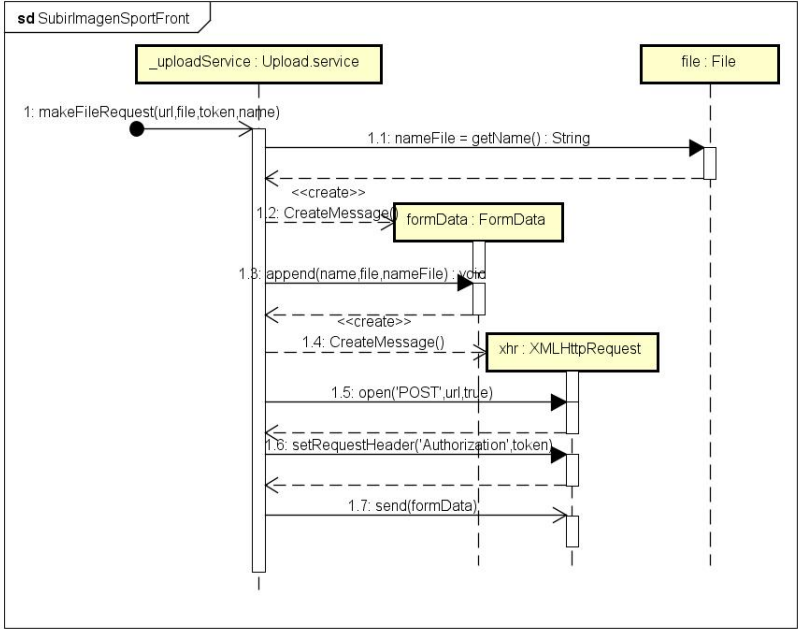 sd SubirImagenSportFront
_uploadService : Upload.service
file : File
1: makeFileRequest(url,file,token,name)
1.1: nameFile = getName() : String
<<create>>
1.2: CreateMessage()
formData : FormData
1.3: append(name,file,nameFile) : void
<<create>>
1.4: CreateMessage()
xhr : XMLHttpRequest
1.5: open('POST',url,true)
1.6: setRequestHeader('Authorization',token)
1.7: send(formData)